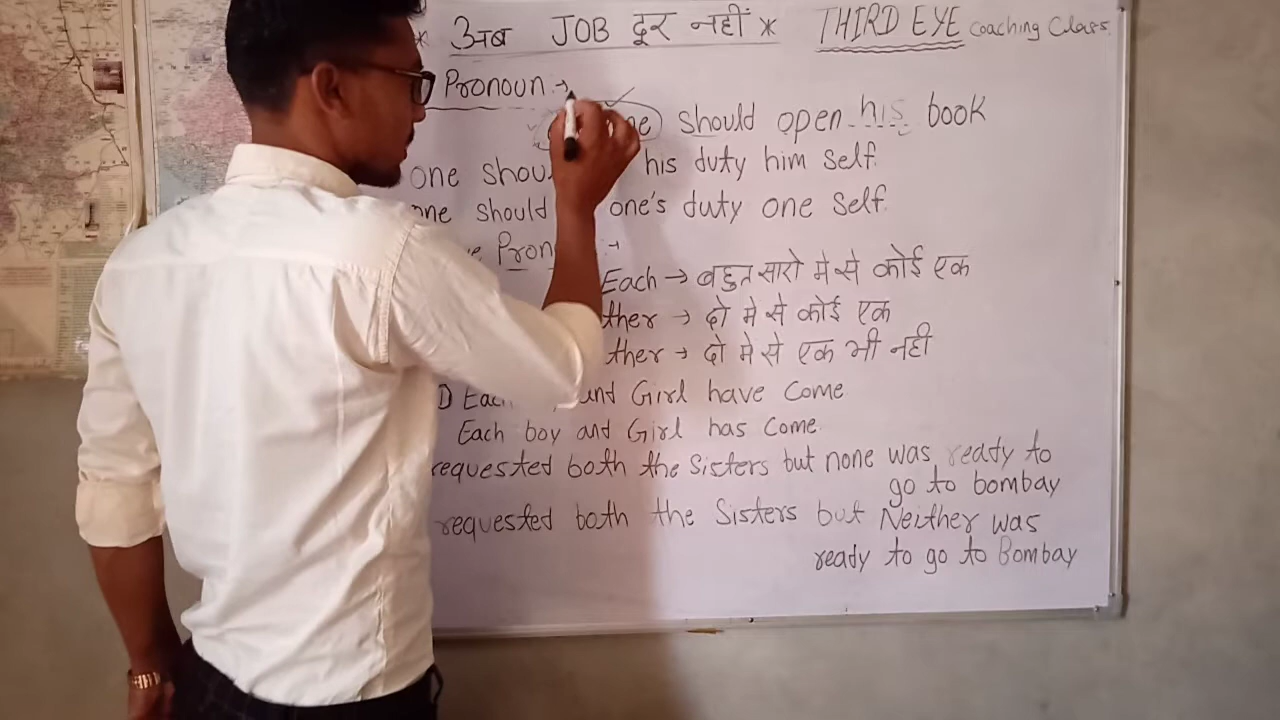 * अब JOB दूर नहीं * THIRD EYE Coaching Class
Pronoun :→
should open his book
one his duty him self.
one should one's duty one self.
Each → बहुत सारो मे से कोई एक
ther → दो मे से कोई एक
ther → दो मे से एक भी नही
and Girl have Come
Each boy and Girl has Come
requested both the Sisters but none was ready to
go to bombay
requested both the Sisters but Neither was
ready to go to Bombay